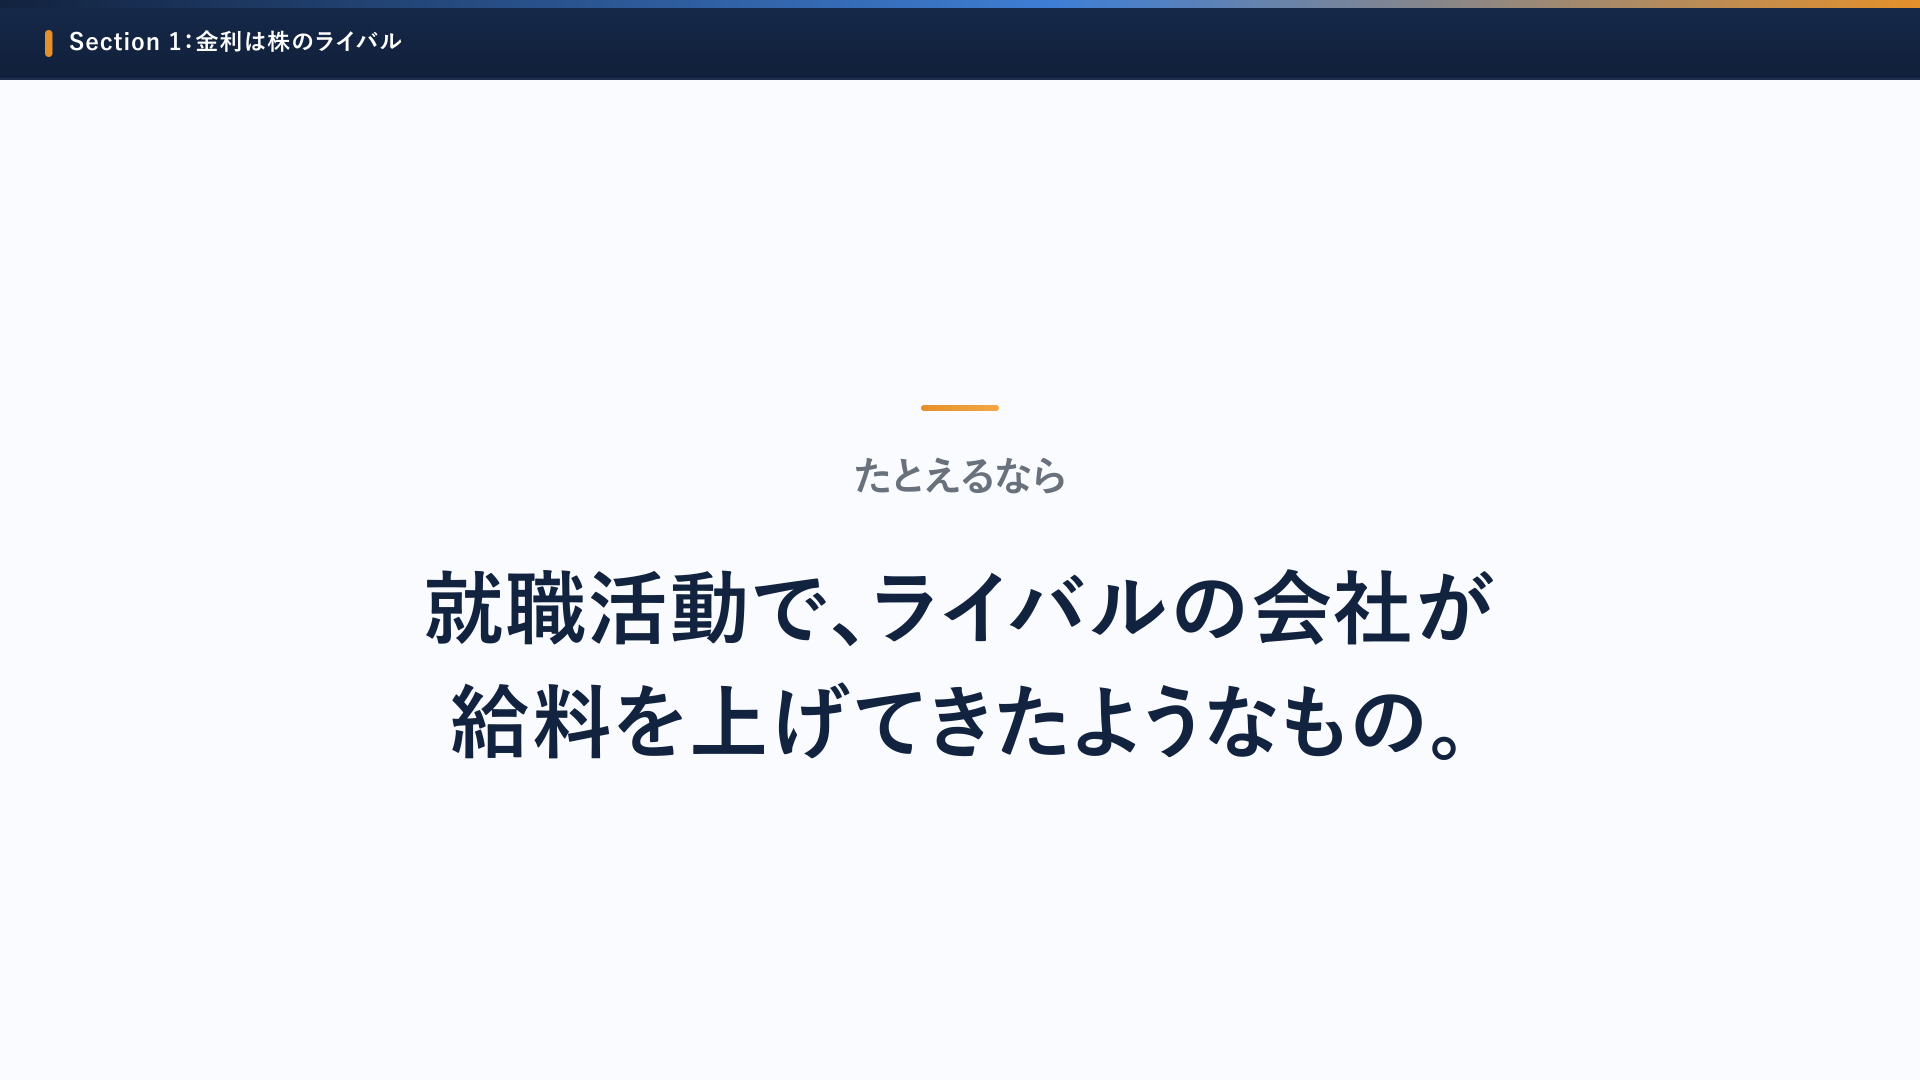 Section 1：金利は株のライバル
たとえるなら
就職活動で、ライバルの会社が
給料を上げてきたようなもの。